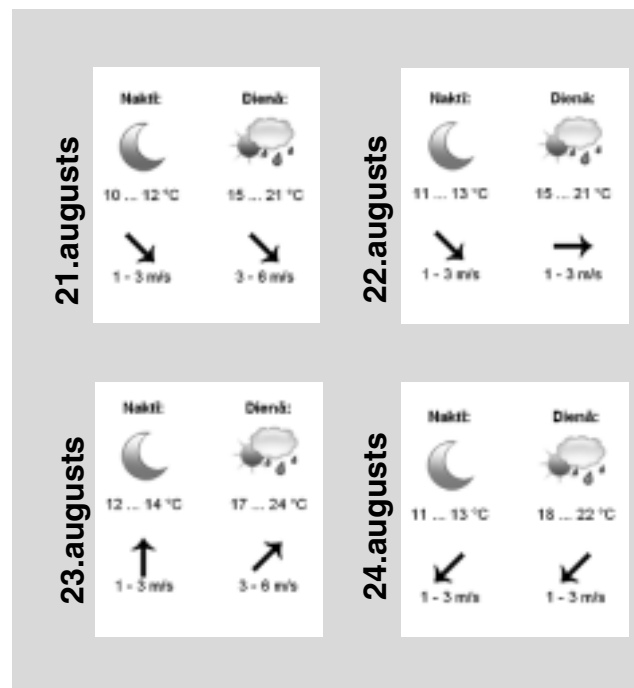 21.augusts
Naktī: Dienā:
10 ... 12 °C 15 ... 21 °C
1 - 3 m/s 3 - 6 m/s
22.augusts
Naktī: Dienā:
11 ... 13 °C 15 ... 21 °C
1 - 3 m/s 1 - 3 m/s
23.augusts
Naktī: Dienā:
12 ... 14 °C 17 ... 24 °C
1 - 3 m/s 3 - 6 m/s
24.augusts
Naktī: Dienā:
11 ... 13 °C 18 ... 22 °C
1 - 3 m/s 1 - 3 m/s